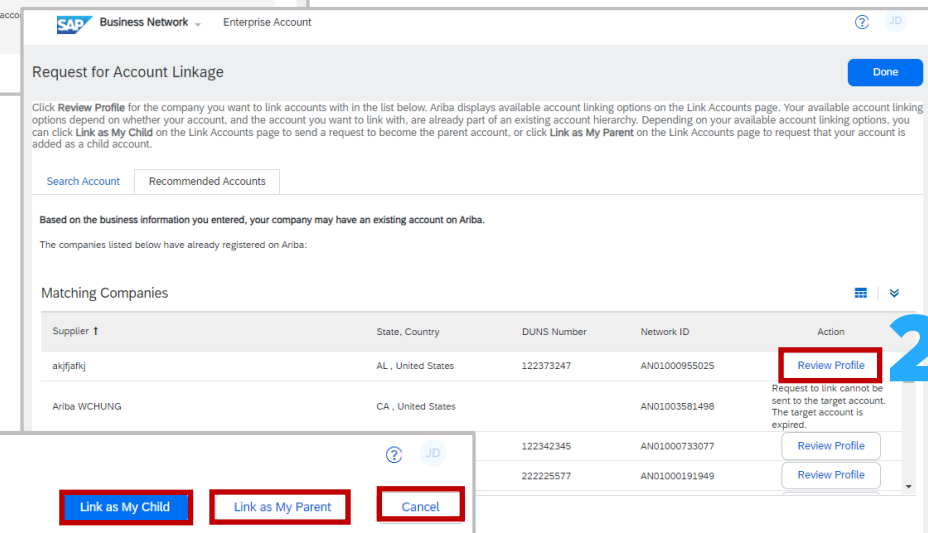 acco
SAP Business Network Enterprise Account
JD
Request for Account Linkage
Done
Click Review Profile for the company you want to link accounts with in the list below. Ariba displays available account linking options on the Link Accounts page. Your available account linking
options depend on whether your account, and the account you want to link with, are already part of an existing account hierarchy. Depending on your available account linking options, you
can click Link as My Child on the Link Accounts page to send a request to become the parent account, or click Link as My Parent on the Link Accounts page to request that your account is
added as a child account.
Search Account Recommended Accounts
Based on the business information you entered, your company may have an existing account on Ariba.
The companies listed below have already registered on Ariba:
Matching Companies
Supplier ↑ State, Country DUNS Number Network ID Action
2
akjfjafkj AL , United States 122373247 AN01000955025 Review Profile
Ariba WCHUNG CA , United States AN01003581498 Request to link cannot be
sent to the target account.
The target account is
expired.
122342345 AN01000733077 Review Profile
222225577 AN01000191949 Review Profile
? JD
Link as My Child Link as My Parent Cancel